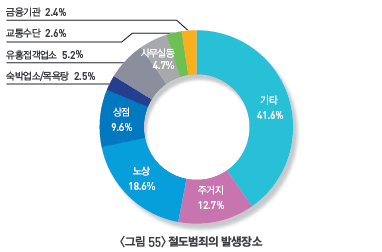 금융기관 2.4%
교통수단 2.6%
유흥접객업소 5.2%
숙박업소/목욕탕 2.5%
사무실등
4.7%
기타
41.6%
상점
9.6%
노상
18.6%
주거지
12.7%
〈그림 55〉 절도범죄의 발생장소